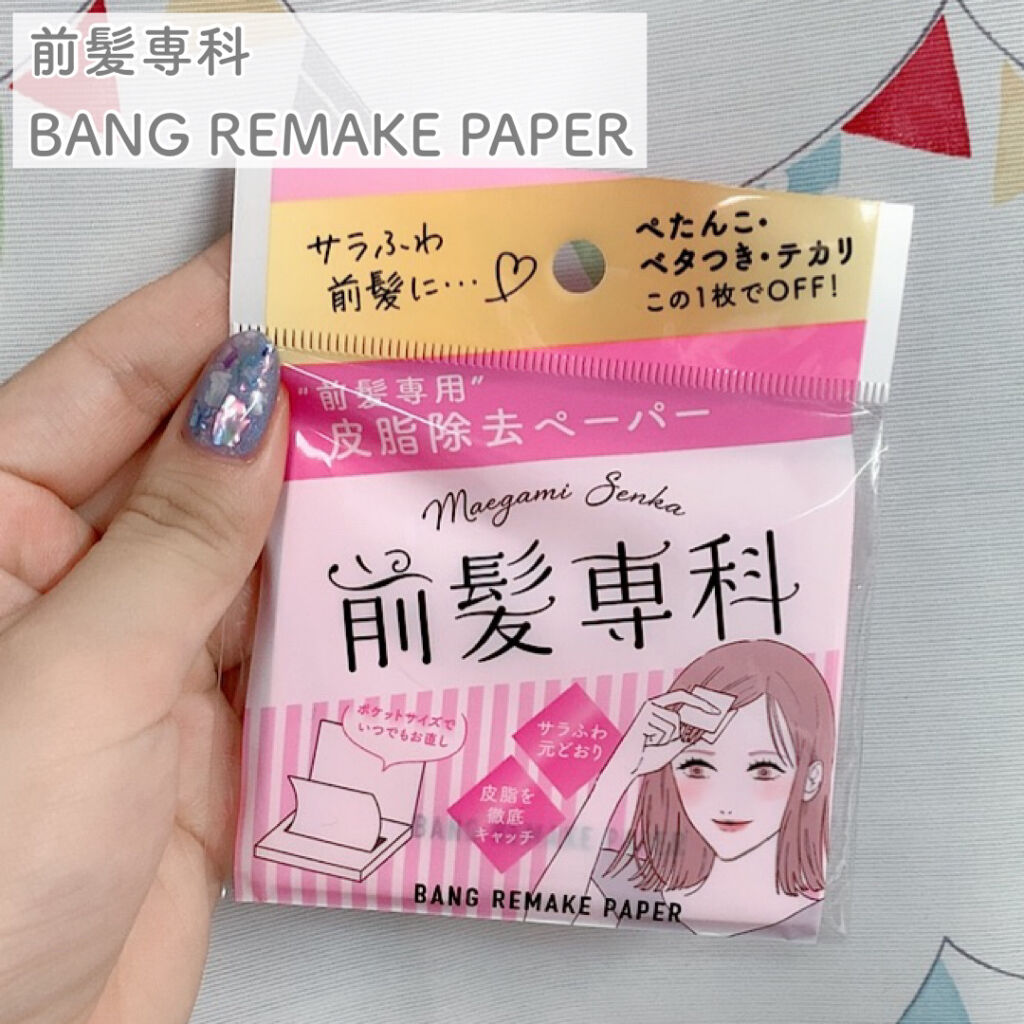 前髪専科
BANG REMAKE PAPER
サラふわ
前髪に…♡
ぺたんこ・
ベタつき・テカリ
この1枚でOFF!
"前髪専用"
皮脂除去ペーパー
Maegami Senka
前髪専科
ポケットサイズで
いつでもお直し
サラふわ
元どおり
皮脂を
徹底
キャッチ
BANG REMAKE PAPER
BANG REMAKE PAPER